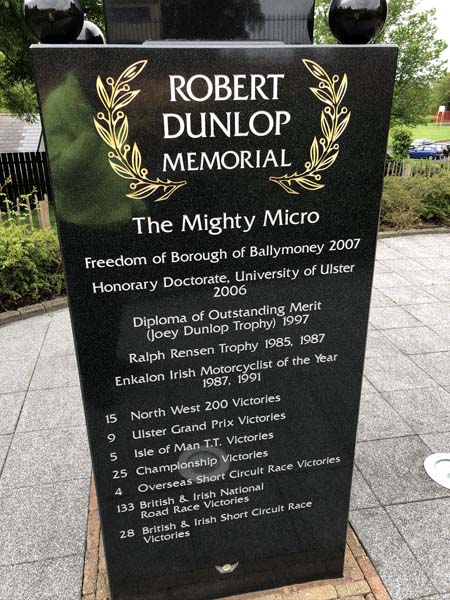 ROBERT
DUNLOP
MEMORIAL
The Mighty Micro
Freedom of Borough of Ballymoney 2007
Honorary Doctorate, University of Ulster
2006
Diploma of Outstanding Merit
(Joey Dunlop Trophy) 1997
Ralph Rensen Trophy 1985, 1987
Enkalon Irish Motorcyclist of the Year
1987, 1991
15 North West 200 Victories
9 Ulster Grand Prix Victories
5 Isle of Man T.T. Victories
25 Championship Victories
4 Overseas Short Circuit Race Victories
133 British & Irish National
Road Race Victories
28 British & Irish Short Circuit Race
Victories